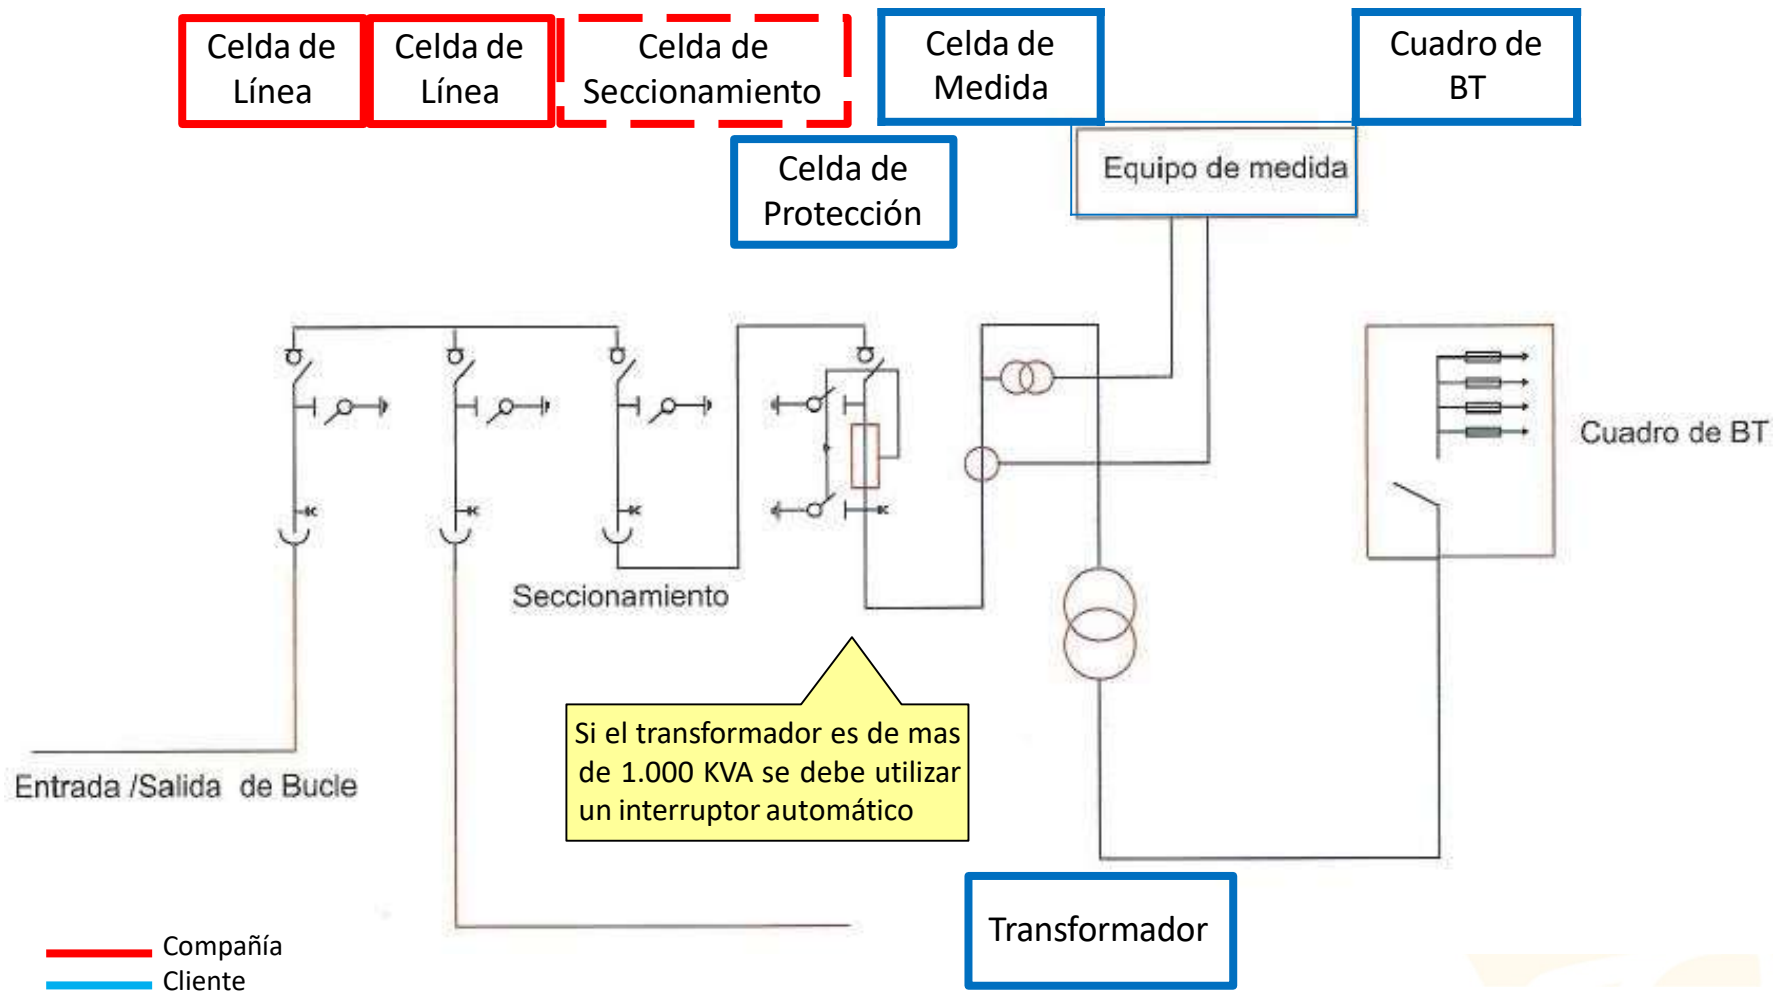 Celda de
Línea
Celda de
Línea
Celda de
Seccionamiento
Celda de
Medida
Cuadro de
BT
Celda de
Protección
Equipo de medida
Cuadro de BT
Seccionamiento
Si el transformador es de mas
de 1.000 KVA se debe utilizar
un interruptor automático
Entrada /Salida de Bucle
Transformador
Compañía
Cliente